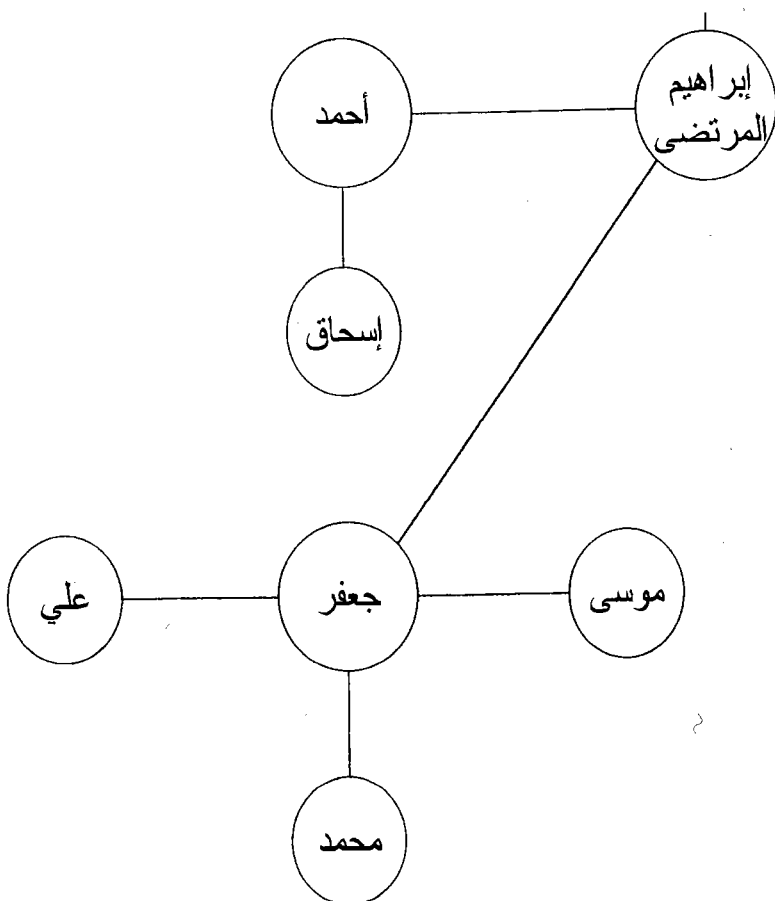 إبراهيم
المرتضى
أحمد
إسحاق
موسى
جعفر
علي
محمد